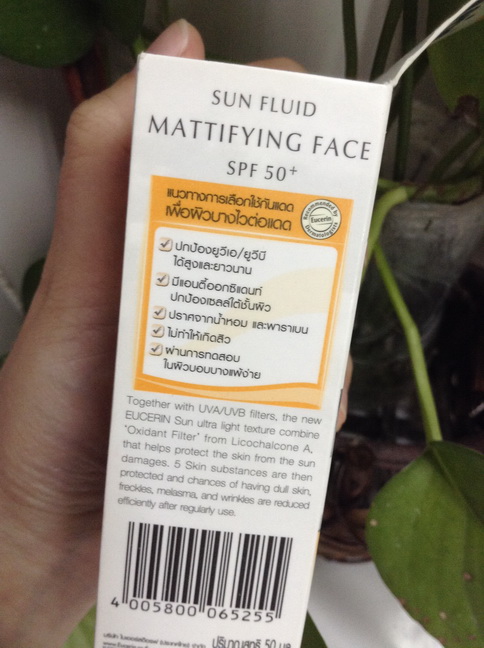 SUN FLUID
MATTIFYING FACE
SPF 50+
แนวทางการเลือกใช้กันแดด
เพื่อผิวบางไวต่อแดด
Recommended by
Eucerin
Dermatologists
ปกป้องยูวีเอ/ยูวีบี
ได้สูงและยาวนาน
มีแอนตี้ออกซิแดนท์
ปกป้องเซลล์ใต้ชั้นผิว
ปราศจากน้ำหอม และพาราเบน
ไม่ทำให้เกิดสิว
ผ่านการทดสอบ
ในผิวบอบบางแพ้ง่าย
Together with UVA/UVB filters, the new
EUCERIN Sun ultra light texture combine
"Oxidant Filter" from Licochalcone A,
that helps protect the skin from the sun
damages. 5 Skin substances are then
protected and chances of having dull skin,
freckles, melasma, and wrinkles are reduced
efficiently after regularly use.
4 005800 065255
ปริมาณสุทธิ 50 มล